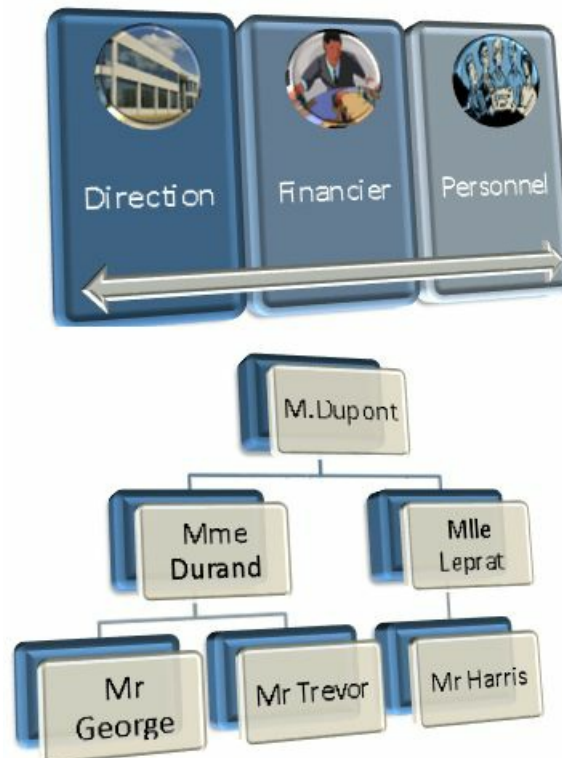 Direction Financier Personnel
M.Dupont
Mme
Durand
Mlle
Leprat
Mr
George
Mr Trevor
Mr Harris